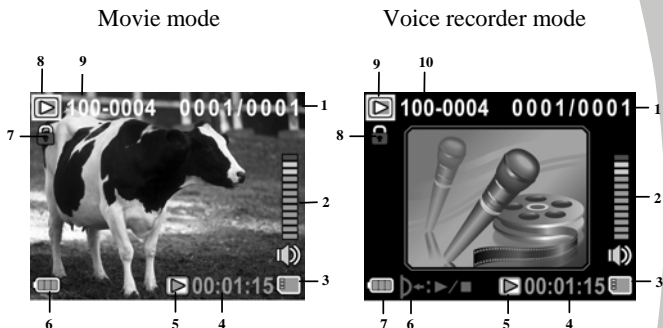 Movie mode
Voice recorder mode
8 9
9 10
100-0004 0001/0001 1
100-0004 0001/0001 1
7
8
2
2
00:01:15 3
:▶/■ 00:01:15 3
6 5 4
7 6 5 4